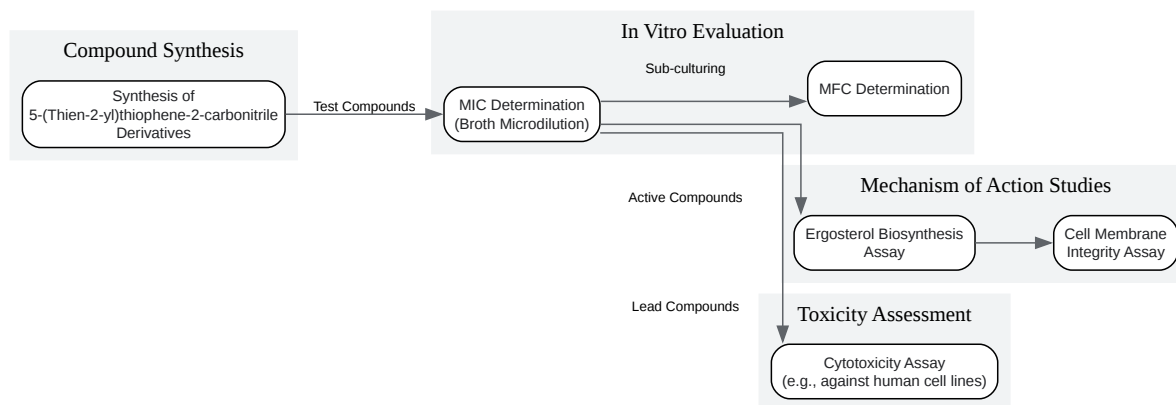 Compound Synthesis
Synthesis of
5-(Thien-2-yl)thiophene-2-carbonitrile
Derivatives
Test Compounds
In Vitro Evaluation
MIC Determination
(Broth Microdilution)
Sub-culturing
MFC Determination
Active Compounds
Mechanism of Action Studies
Ergosterol Biosynthesis
Assay
Cell Membrane
Integrity Assay
Lead Compounds
Toxicity Assessment
Cytotoxicity Assay
(e.g., against human cell lines)